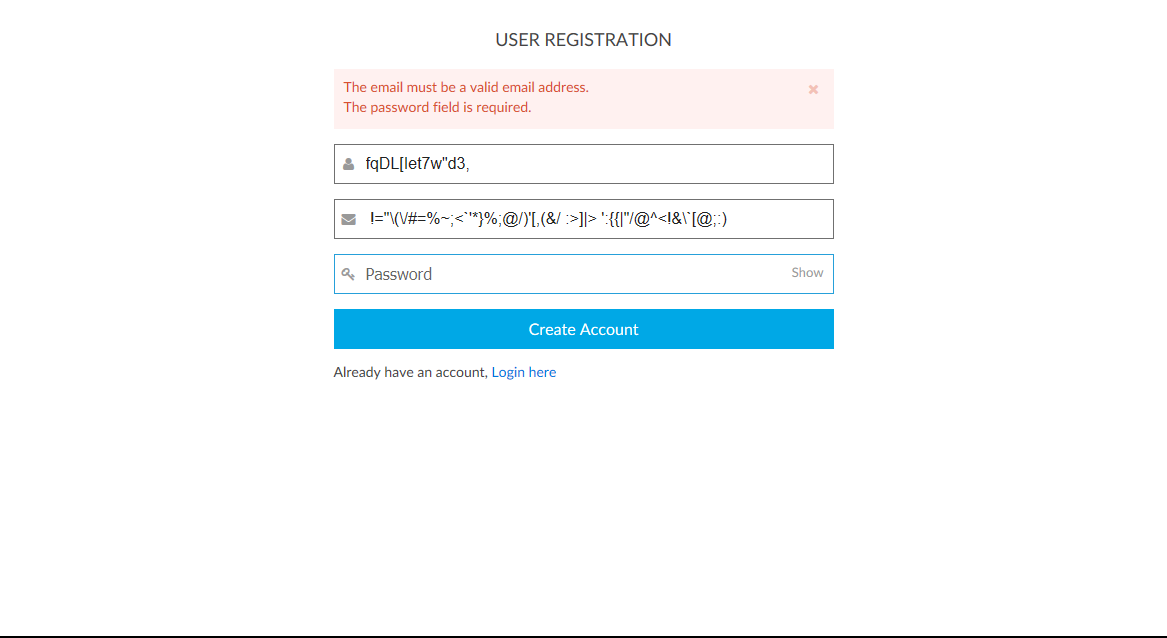 USER REGISTRATION
The email must be a valid email address.
The password field is required.
fqDL[let7w"d3,
!="\(\/#=%~;<`'*}%;@/)'[,(&/ :>]|> ':{{|"/@^<!&\`[@;:)
Password Show
Create Account
Already have an account, Login here